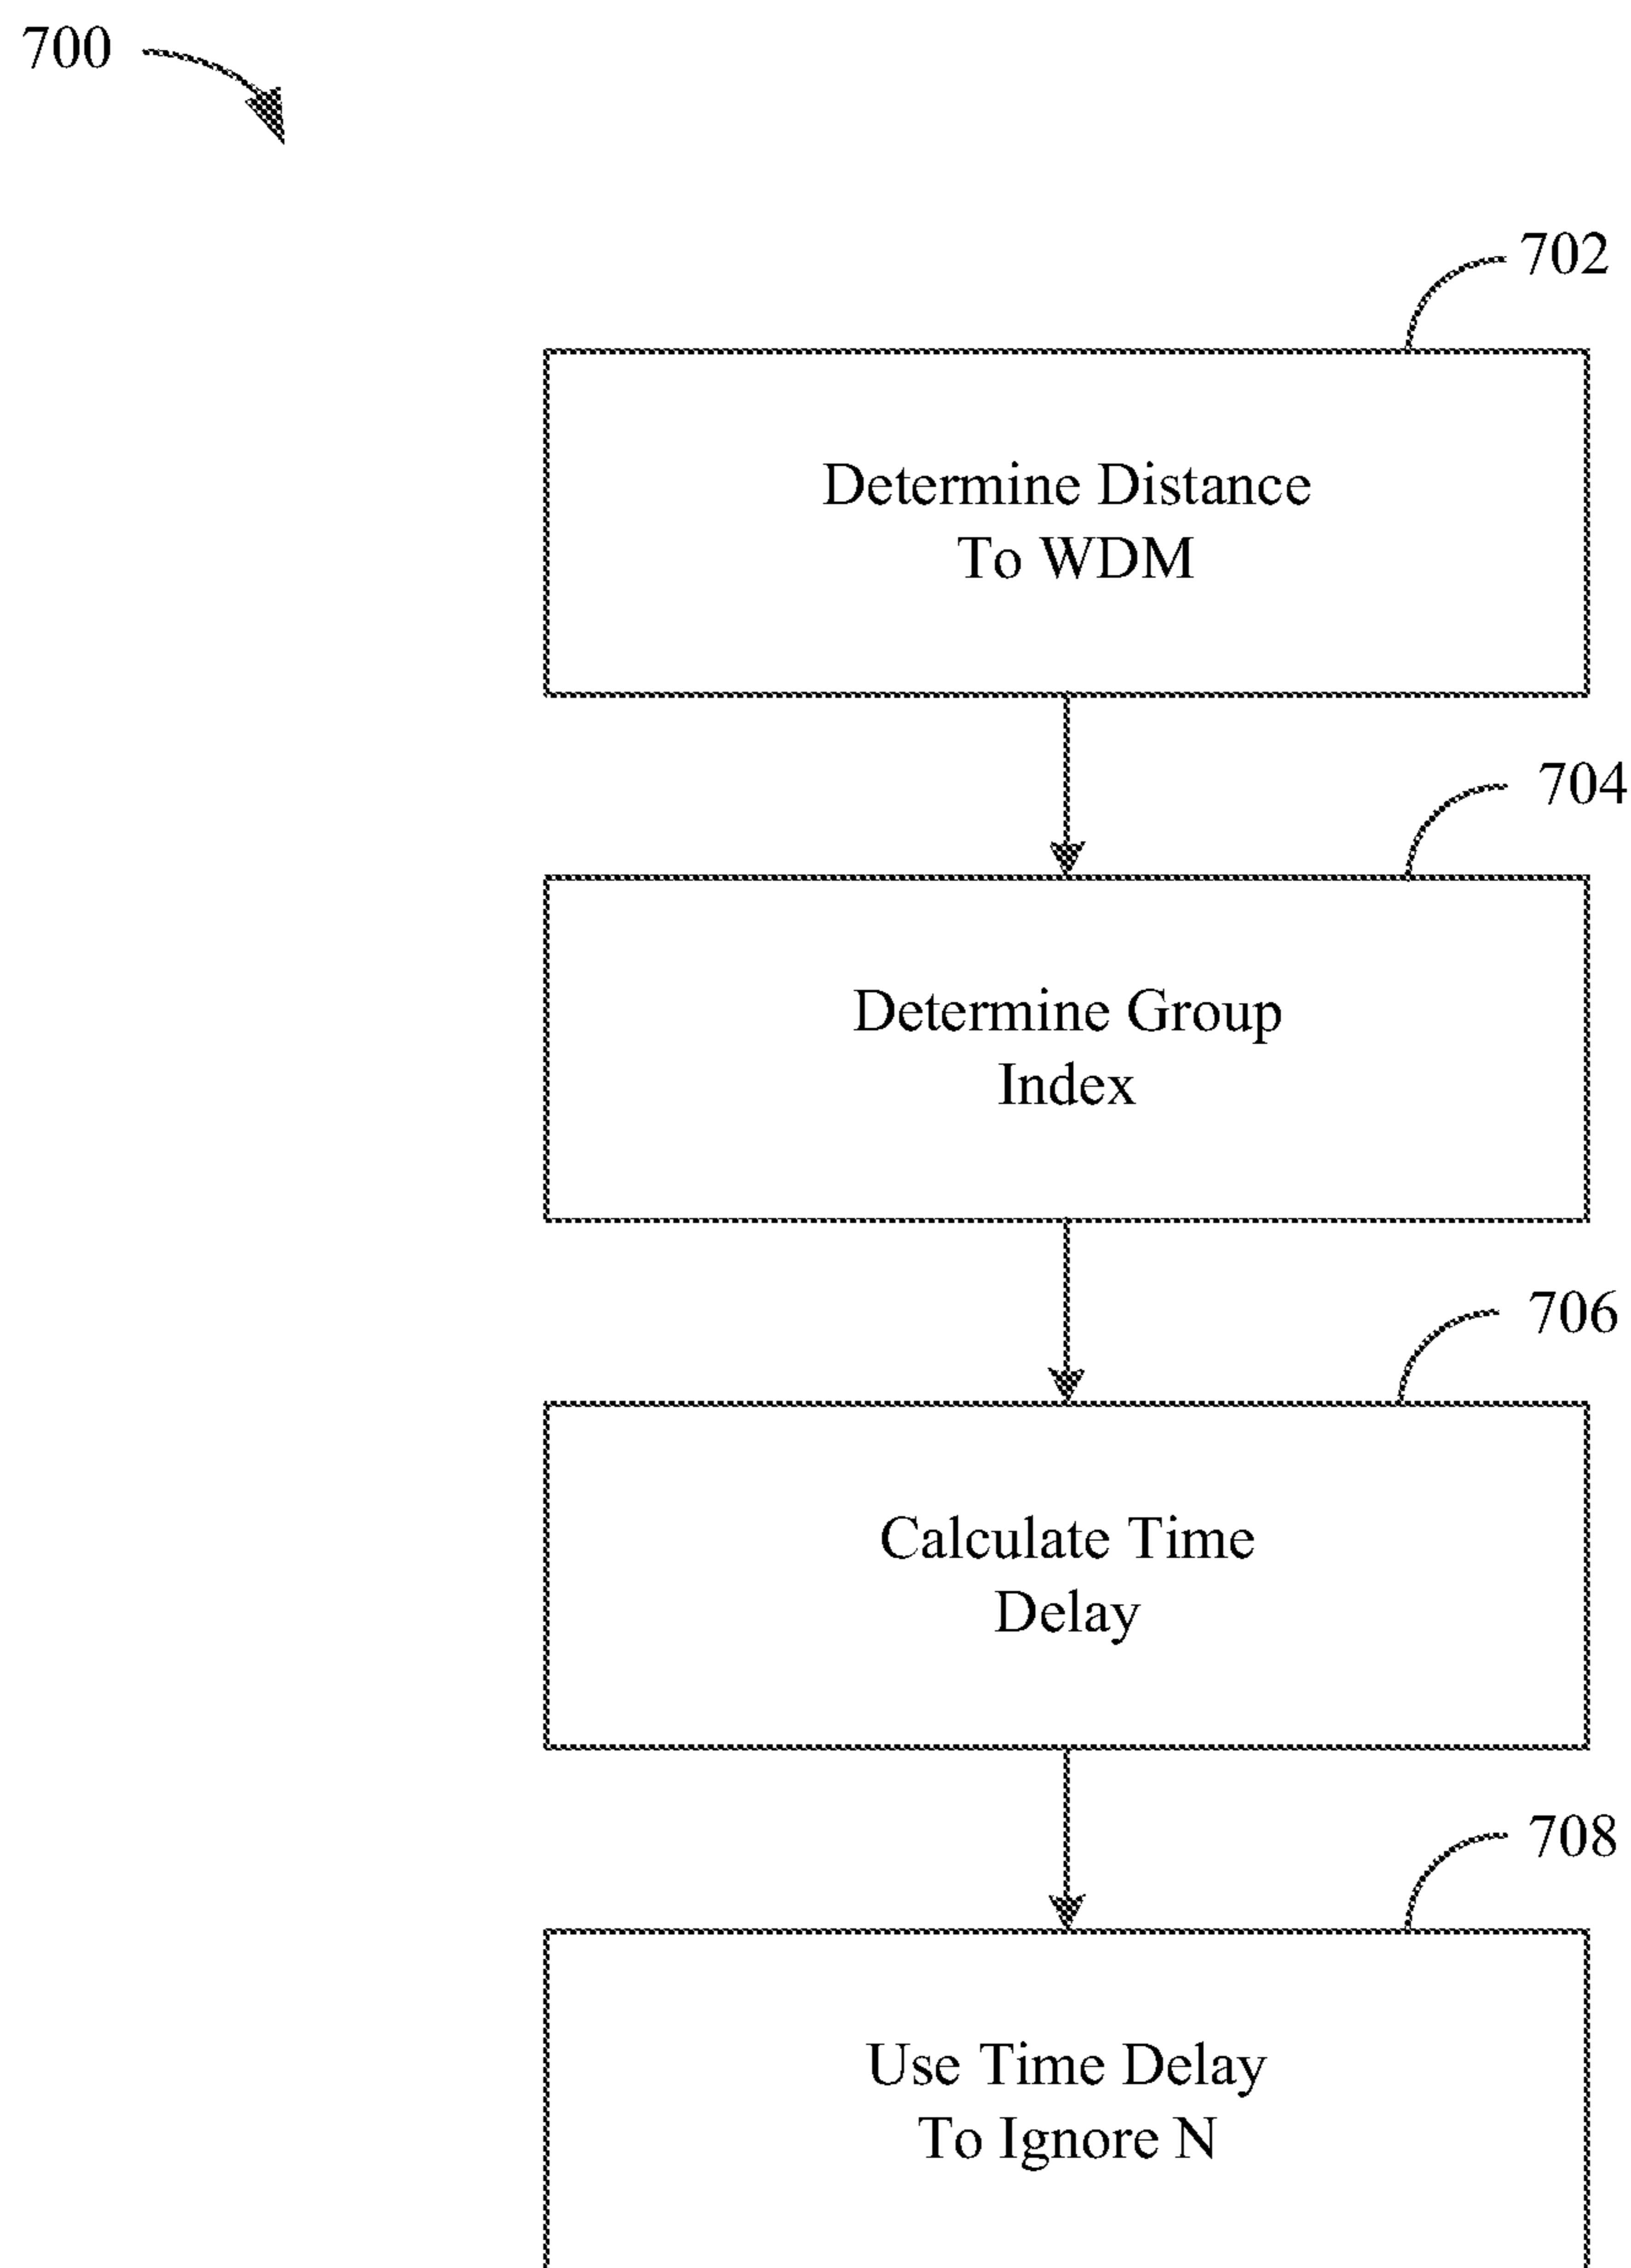 700
702
Determine Distance
To WDM
704
Determine Group
Index
706
Calculate Time
Delay
708
Use Time Delay
To Ignore N